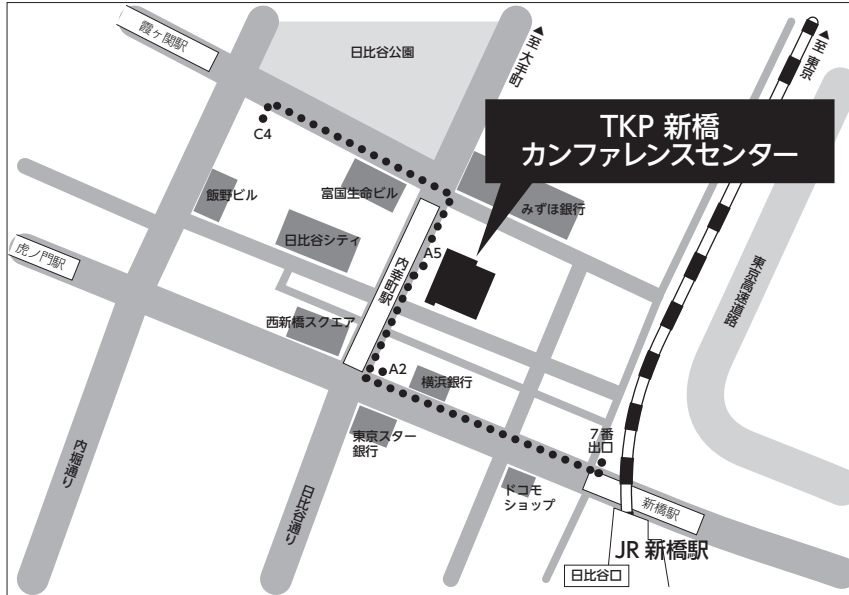 霞ヶ関駅
日比谷公園
▲至 大手町
▲至 東京
C4
TKP 新橋
カンファレンスセンター
飯野ビル
富国生命ビル
みずほ銀行
日比谷シティ
A5
内幸町駅
虎ノ門駅
東京高速道路
西新橋スクエア
A2
横浜銀行
東京スター
銀行
7番
出口
内堀通り
日比谷通り
ドコモ
ショップ
新橋駅
JR 新橋駅
日比谷口